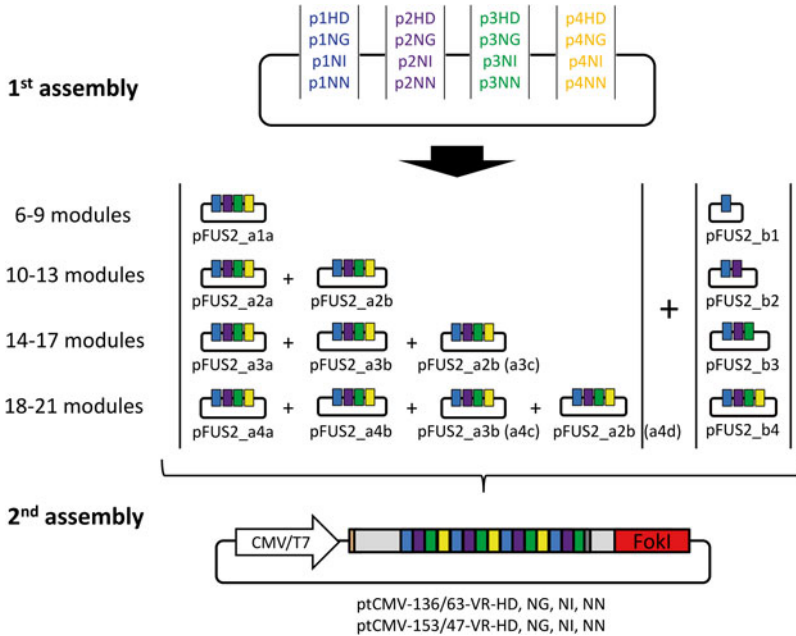 p1HD p2HD p3HD p4HD
p1NG p2NG p3NG p4NG
p1NI p2NI p3NI p4NI
p1NN p2NN p3NN p4NN
1st assembly
6-9 modules
pFUS2_a1a pFUS2_b1
10-13 modules + +
pFUS2_a2a pFUS2_a2b pFUS2_b2
14-17 modules + +
pFUS2_a3a pFUS2_a3b pFUS2_a2b (a3c) pFUS2_b3
18-21 modules + + +
pFUS2_a4a pFUS2_a4b pFUS2_a3b (a4c) pFUS2_a2b (a4d) pFUS2_b4
2nd assembly
CMV/T7 FokI
ptCMV-136/63-VR-HD, NG, NI, NN
ptCMV-153/47-VR-HD, NG, NI, NN